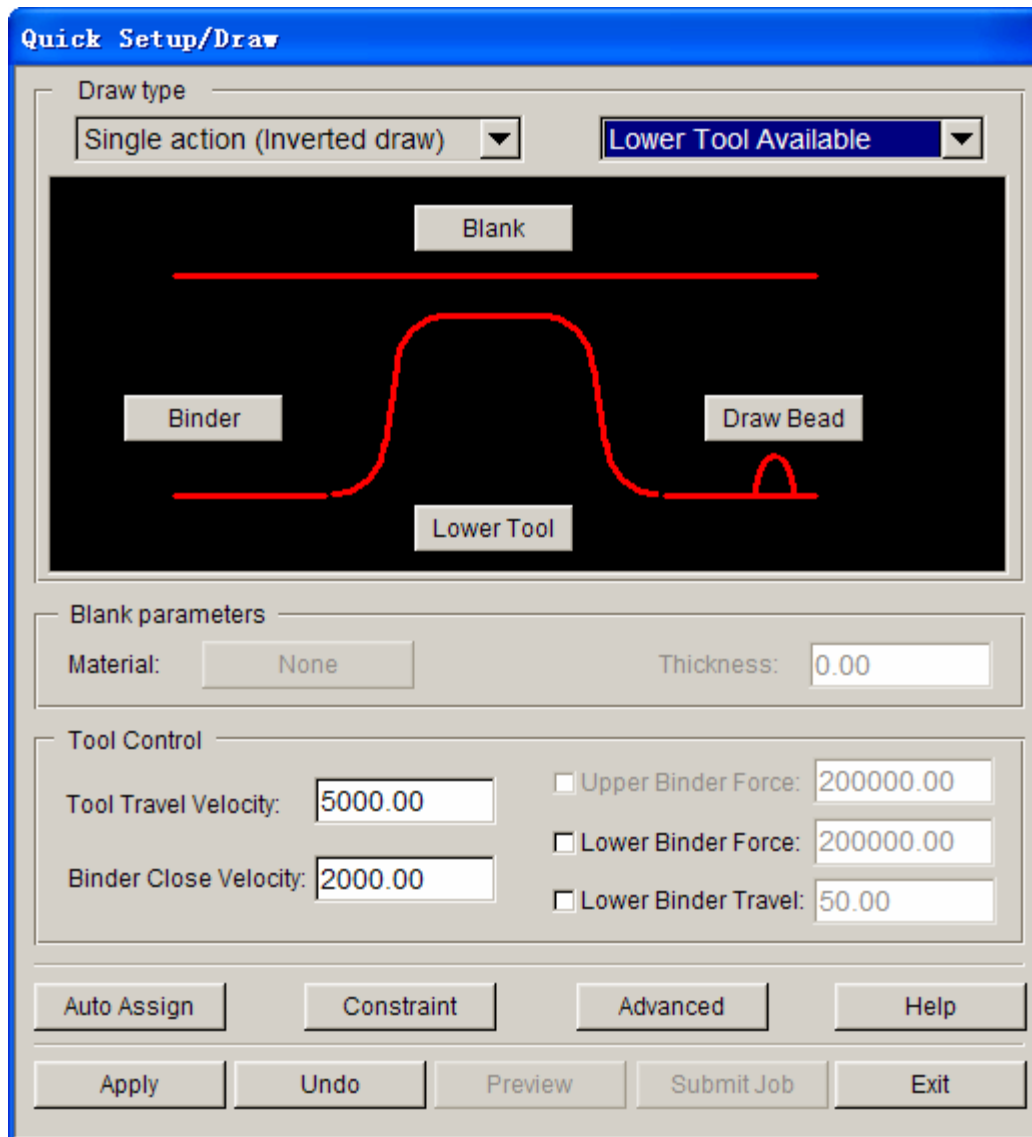 Quick Setup/Draw
Draw type
Single action (Inverted draw)
Lower Tool Available
Blank
Binder
Draw Bead
Lower Tool
Blank parameters
Material:
None
Thickness:
0.00
Tool Control
Tool Travel Velocity:
5000.00
Upper Binder Force:
200000.00
Lower Binder Force:
200000.00
Binder Close Velocity:
2000.00
Lower Binder Travel:
50.00
Auto Assign
Constraint
Advanced
Help
Apply
Undo
Preview
Submit Job
Exit